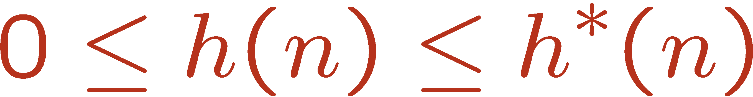 0 ≤ h(n) ≤ h*(n)